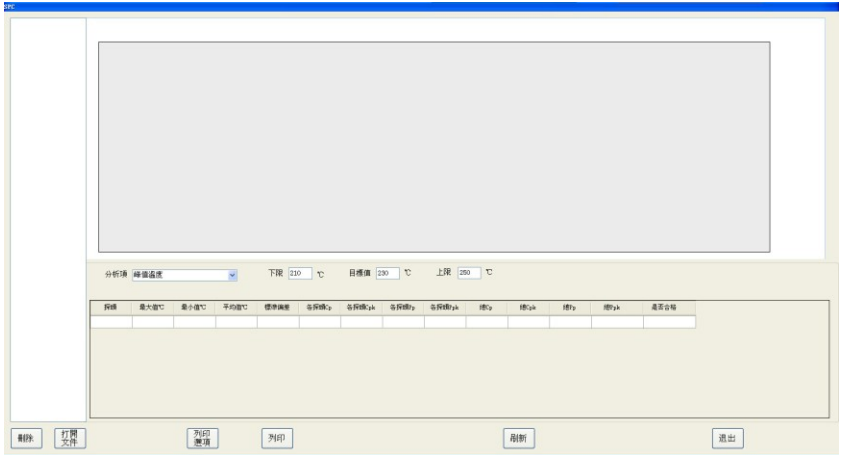 SPC
分析項 峰值溫度 下限 210 ℃ 目標值 230 ℃ 上限 250 ℃
探頭 最大值℃ 最小值℃ 平均值℃ 標準偏差 各探頭Cp 各探頭Cpk 各探頭Pp 各探頭Ppk 總Cp 總Cpk 總Pp 總Ppk 是否合格
刪除 打開文件 列印選項 列印 刷新 退出